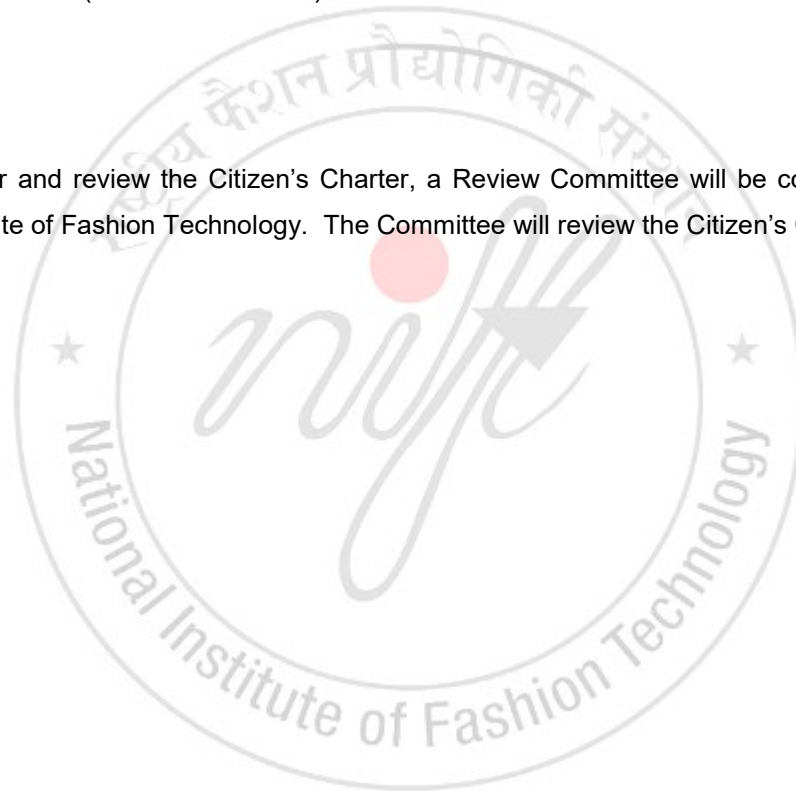 राष्ट्रीय फैशन प्रौद्योगिकी संस्थान
r and review the Citizen’s Charter, a Review Committee will be co
te of Fashion Technology. The Committee will review the Citizen’s
nift
National Institute of Fashion Technology